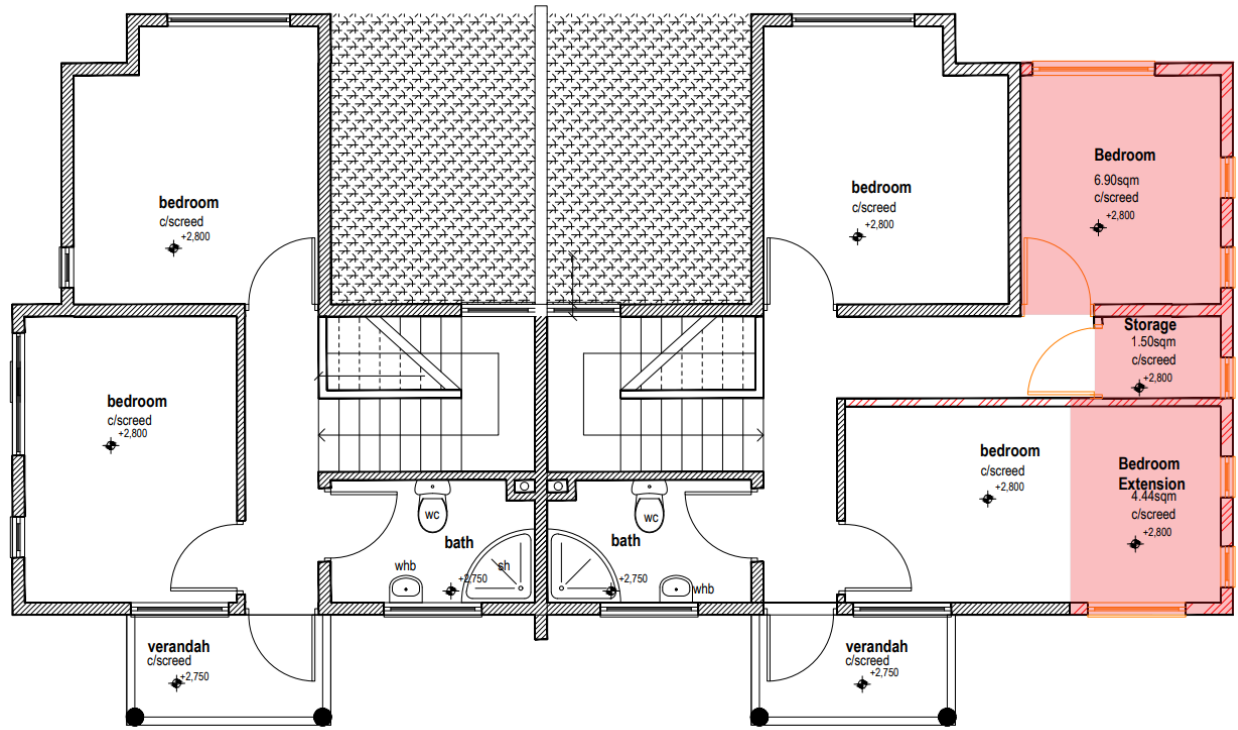 bedroom
c/screed
+2,800
bedroom
c/screed
+2,800
Bedroom
6.90sqm
c/screed
+2,800
Storage
1.50sqm
c/screed
+2,800
bedroom
c/screed
+2,800
bedroom
c/screed
+2,800
Bedroom
Extension
4.44sqm
c/screed
+2,800
wc
bath
whb
sh
+2,750
wc
bath
+2,750
whb
verandah
c/screed
+2,750
verandah
c/screed
+2,750